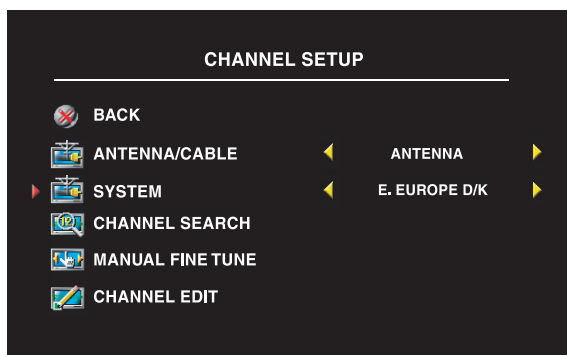 CHANNEL SETUP
BACK
ANTENNA/CABLE ANTENNA
SYSTEM E. EUROPE D/K
CHANNEL SEARCH
MANUAL FINE TUNE
CHANNEL EDIT